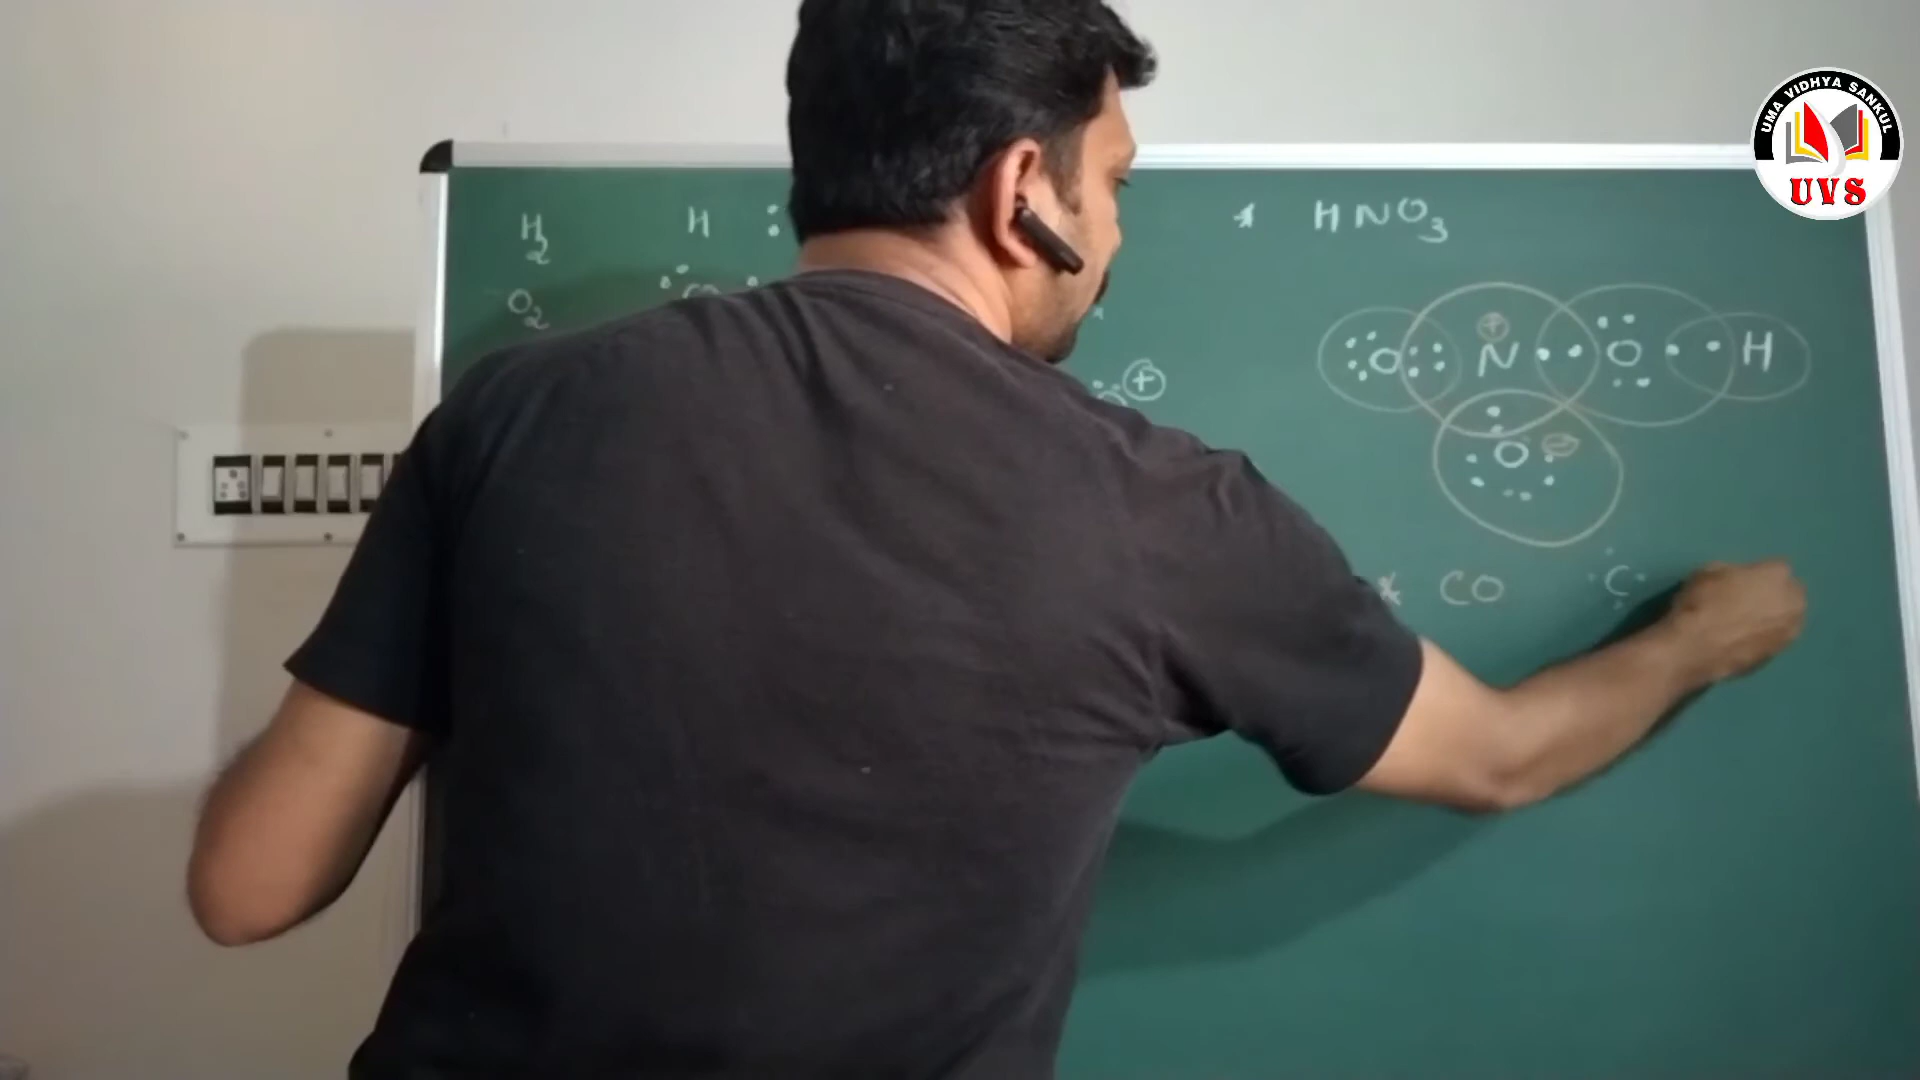 UMA VIDHYA SANKUL
UVS
H2 H :
O2
* HNO3
O N + O H
+
O −
* CO C